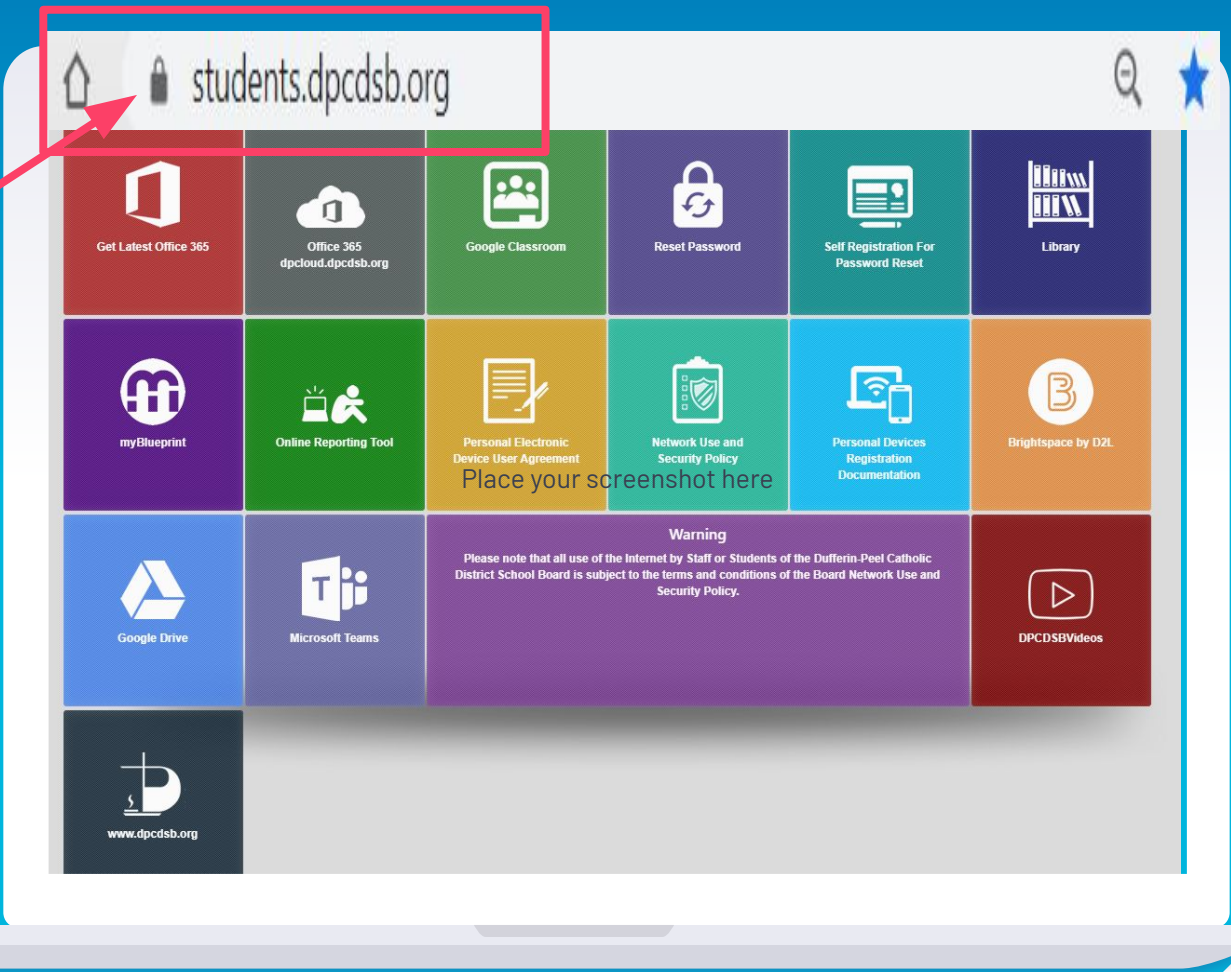 students.dpcdsb.org
Get Latest Office 365
Office 365
dpcloud.dpcdsb.org
Google Classroom
Reset Password
Self Registration For
Password Reset
Library
myBlueprint
Online Reporting Tool
Personal Electronic
Device User Agreement
Network Use and
Security Policy
Personal Devices
Registration
Documentation
B
Brightspace by D2L
Place your screenshot here
Google Drive
T
Microsoft Teams
Warning
Please note that all use of the Internet by Staff or Students of the Dufferin-Peel Catholic
District School Board is subject to the terms and conditions of the Board Network Use and
Security Policy.
DPCDSBVideos
www.dpcdsb.org